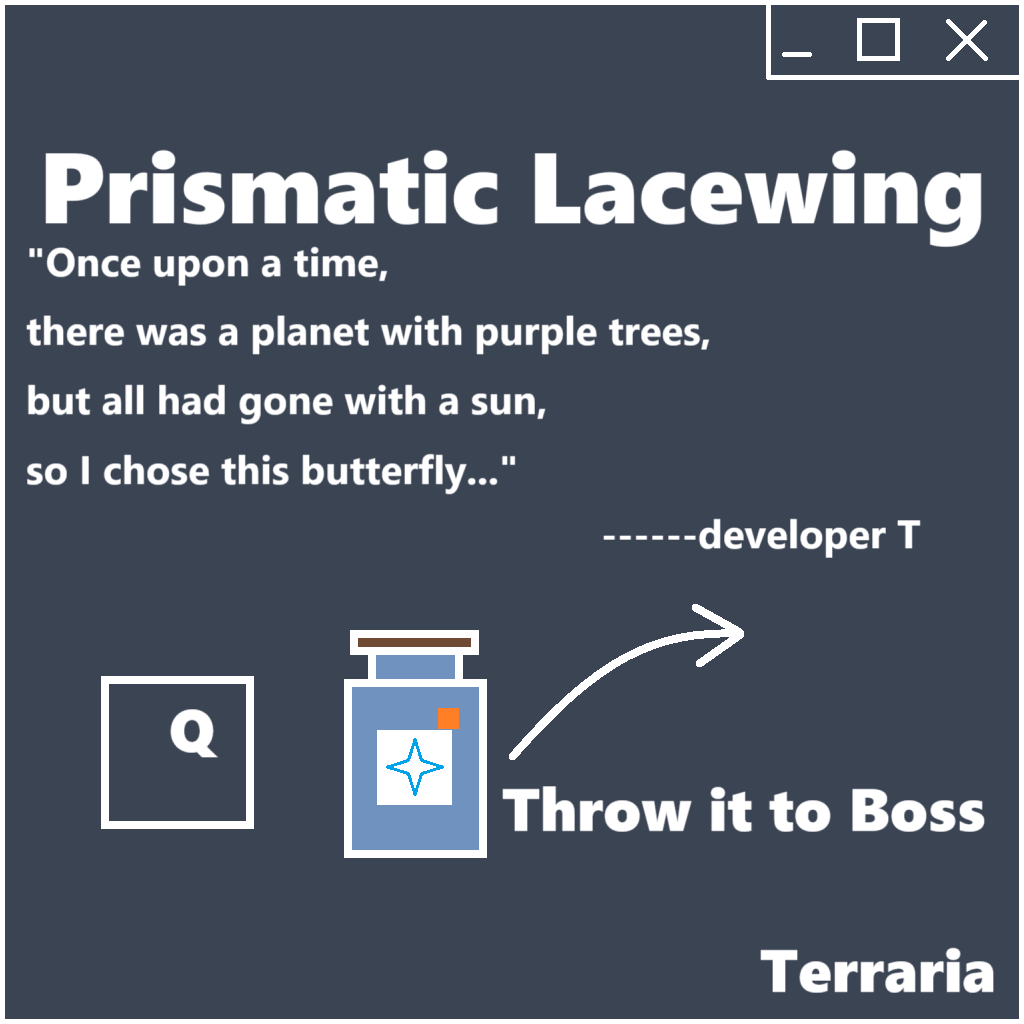 Prismatic Lacewing
"Once upon a time,
there was a planet with purple trees,
but all had gone with a sun,
so I chose this butterfly..."
------developer T
Q
Throw it to Boss
Terraria